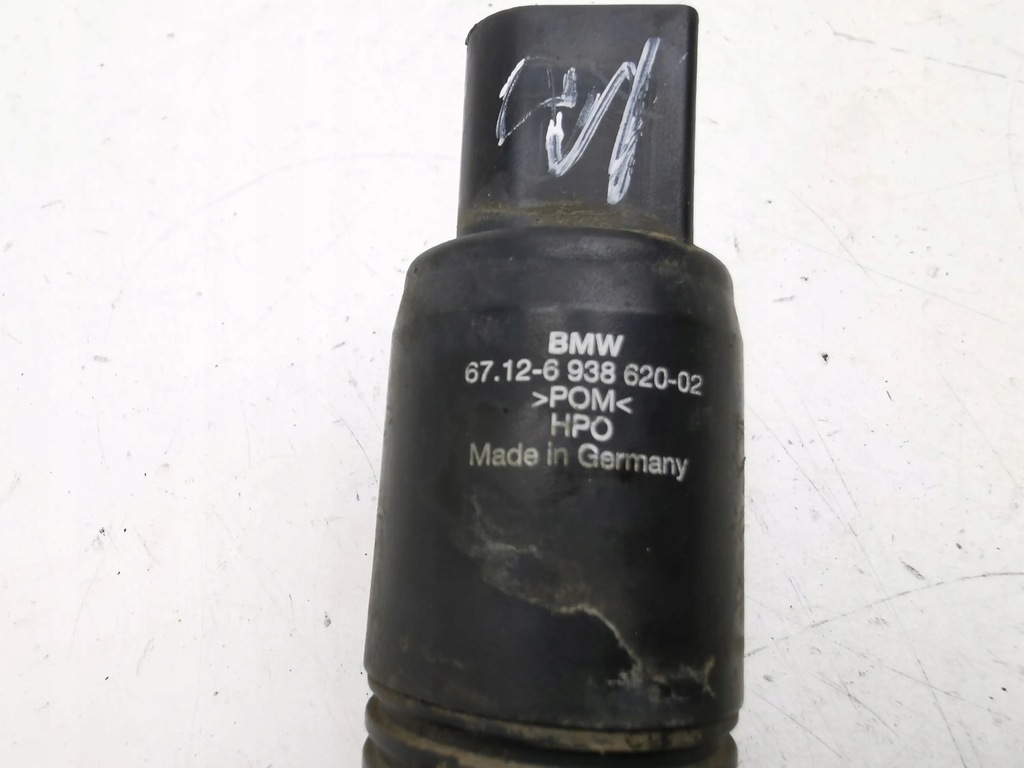 BMW
67.12-6 938 620-02
>POM<
HPO
Made in Germany